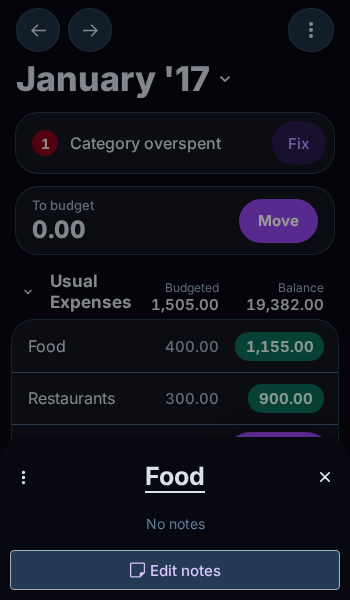 January '17
1 Category overspent Fix
To budget
0.00 Move
Usual Expenses Budgeted 1,505.00 Balance 19,382.00
Food 400.00 1,155.00
Restaurants 300.00 900.00
Food
No notes
Edit notes